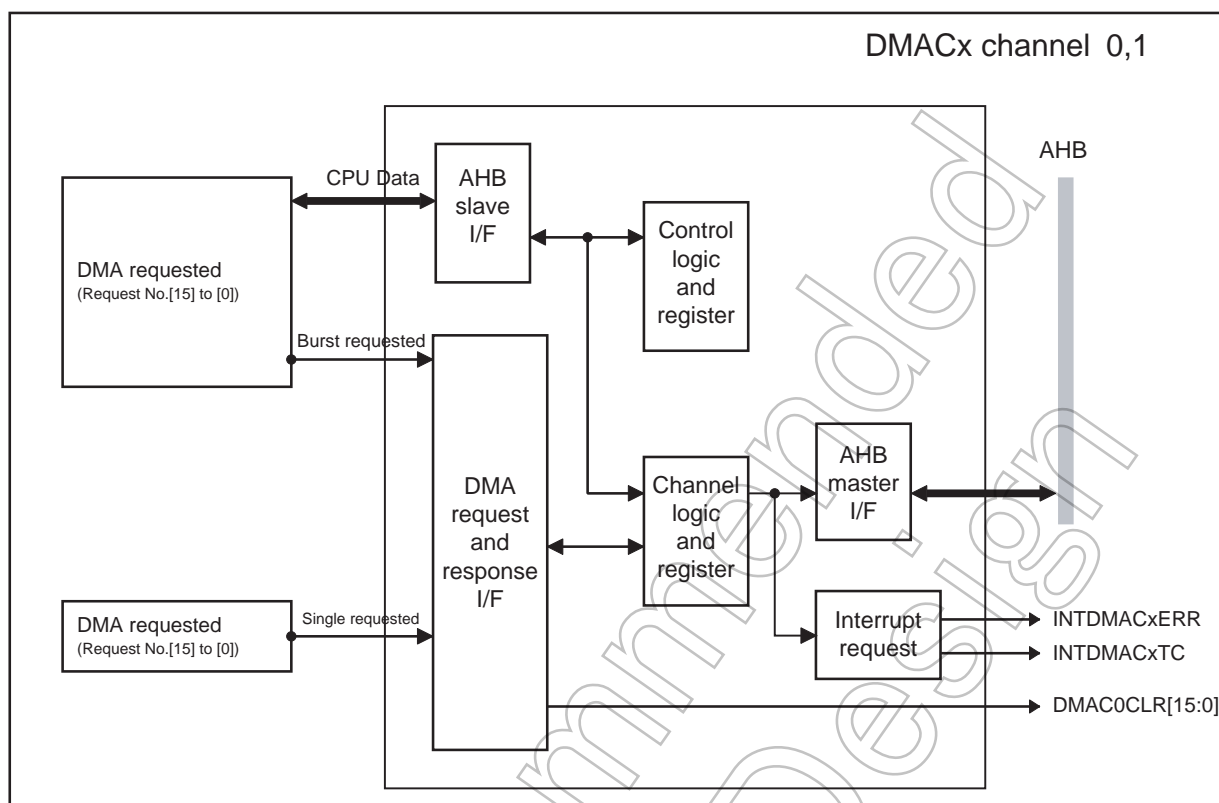 DMACx channel 0,1
AHB
CPU Data
AHB
slave
I/F
Control
logic
and
register
DMA requested
(Request No.[15] to [0])
Burst requested
DMA
request
and
response
I/F
Channel
logic
and
register
AHB
master
I/F
DMA requested
(Request No.[15] to [0])
Single requested
Interrupt
request
INTDMACxERR
INTDMACxTC
DMAC0CLR[15:0]
mmended
Design